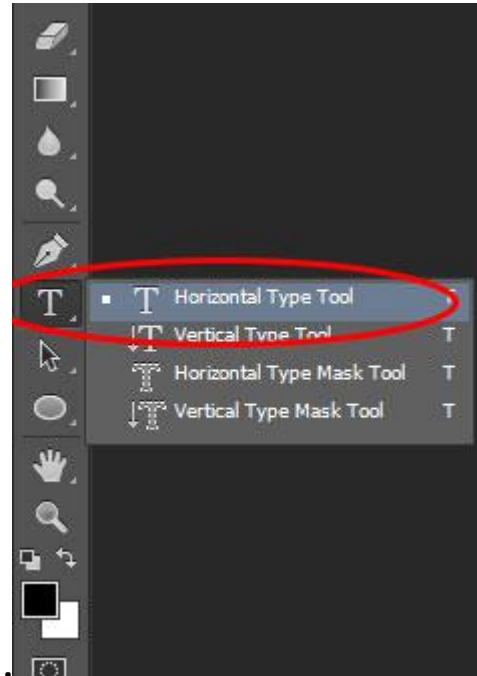 Horizontal Type Tool
Vertical Type Tool T
Horizontal Type Mask Tool T
Vertical Type Mask Tool T